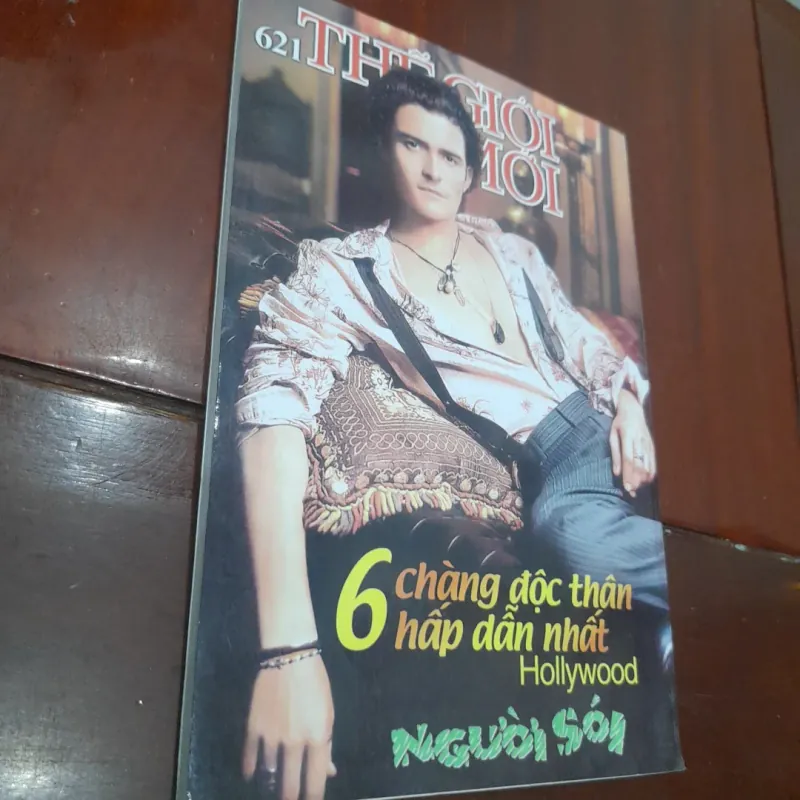 621 THẾ GIỚI
MỚI
6 chàng độc thân
hấp dẫn nhất
Hollywood
NGƯỜI SÓI